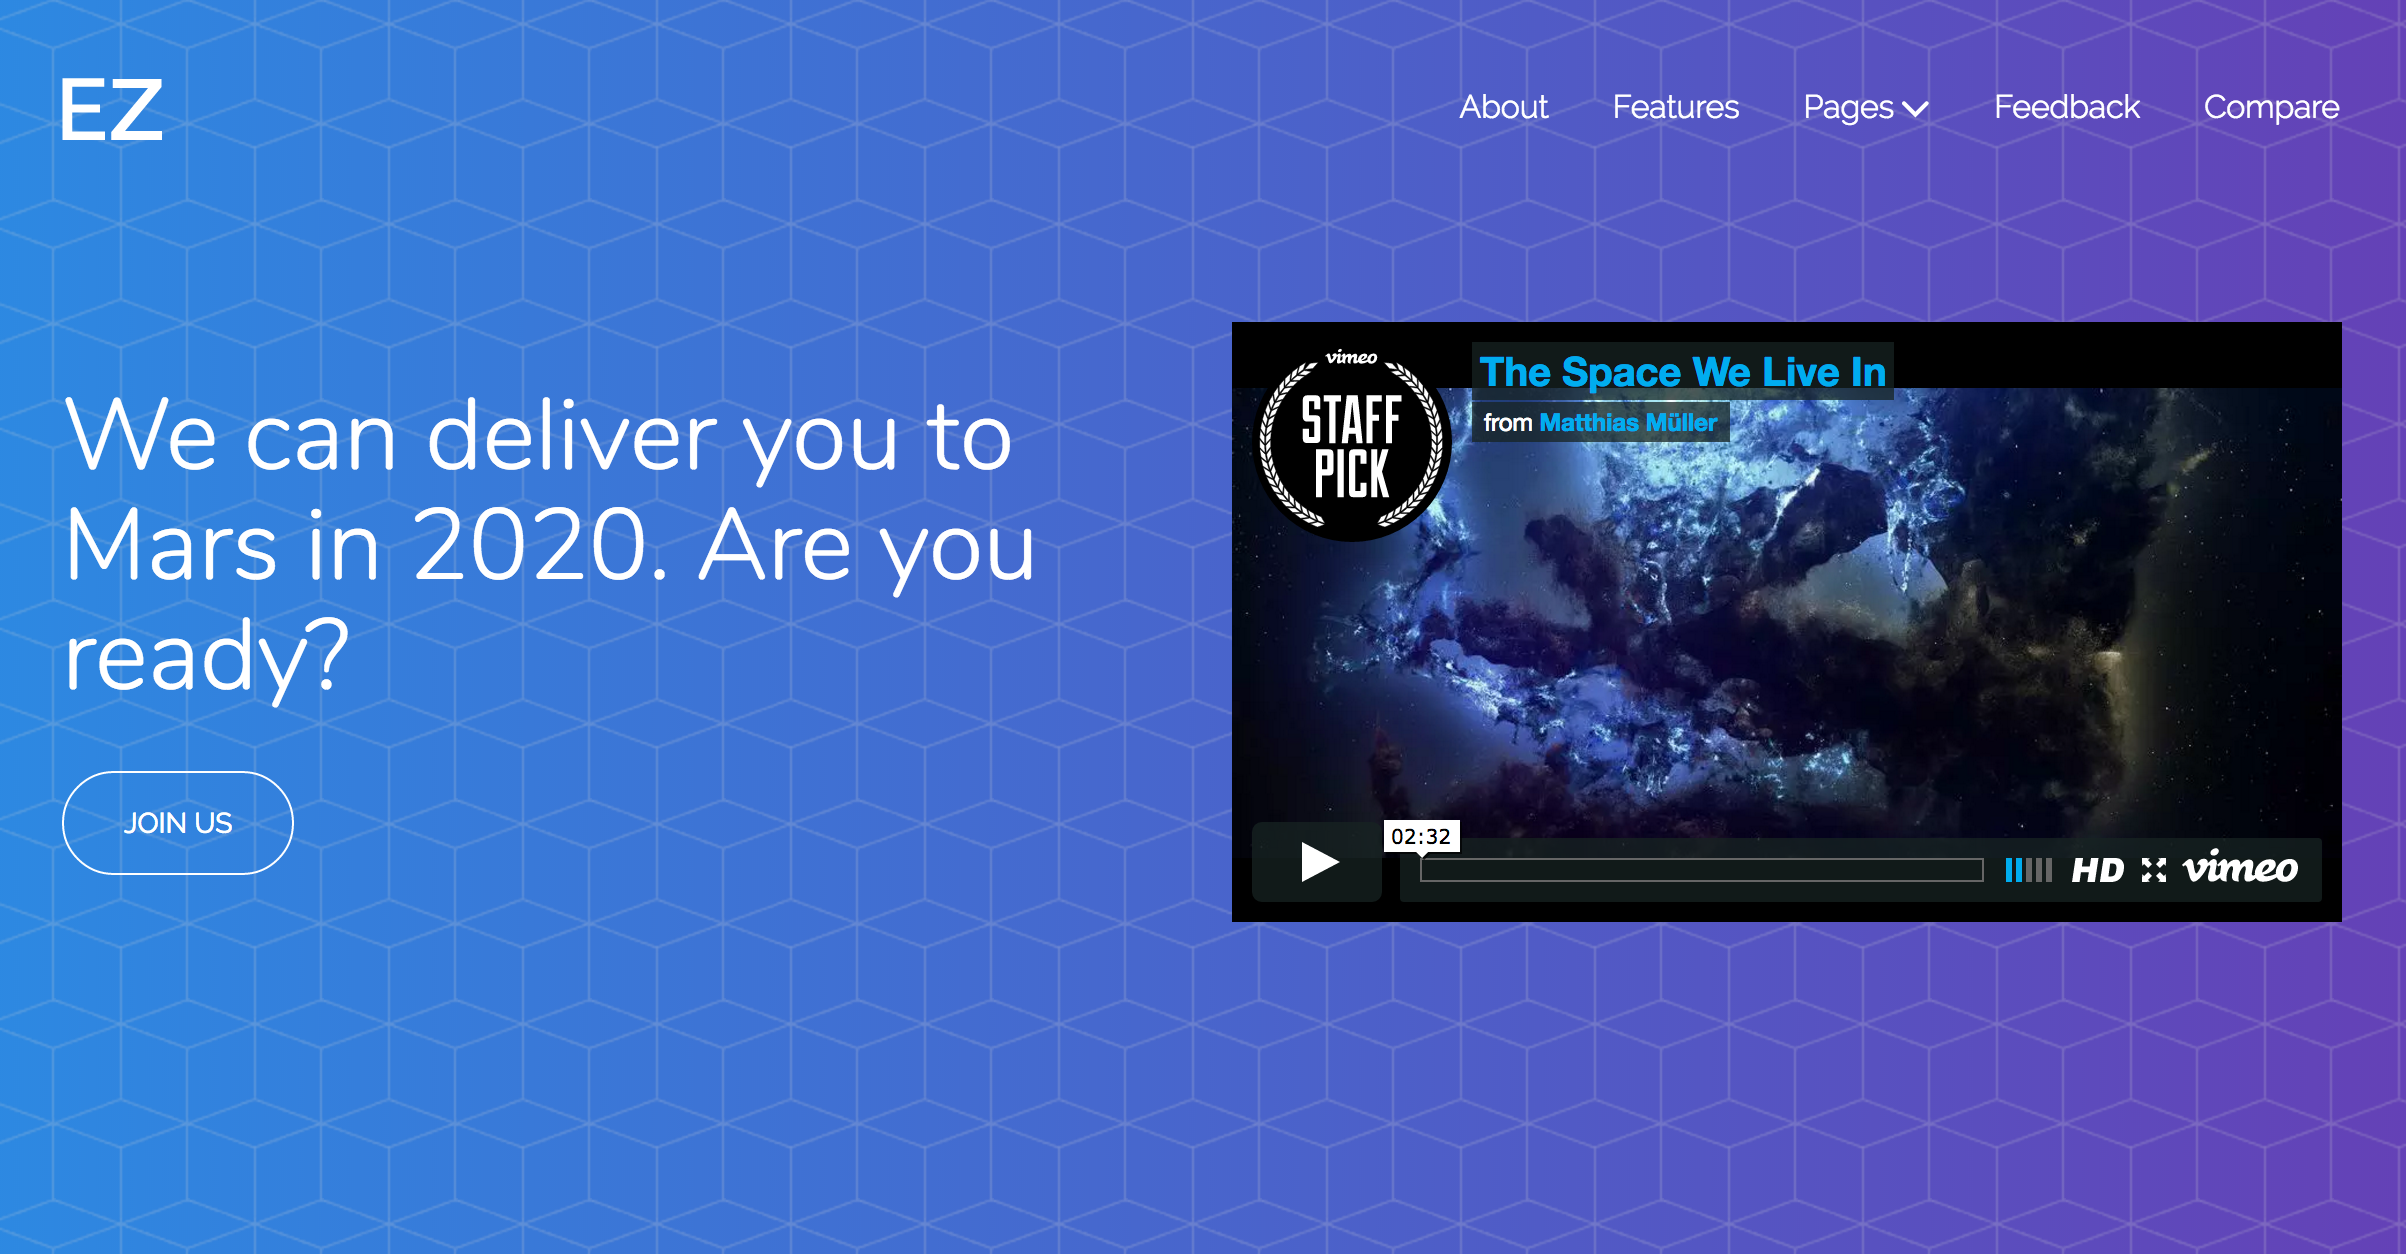 EZ
About Features Pages Feedback Compare
We can deliver you to
Mars in 2020. Are you
ready?
JOIN US
vimeo
STAFF
PICK
The Space We Live In
from Matthias Müller
02:32
HD vimeo